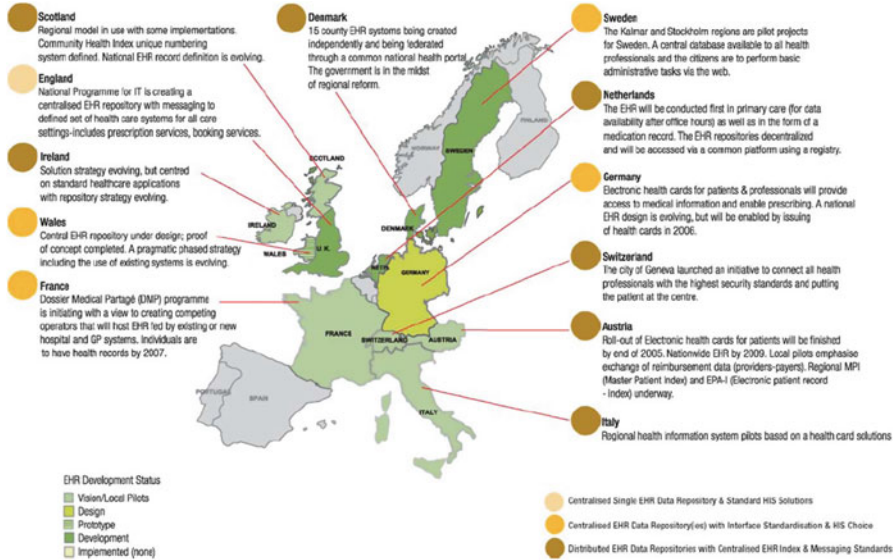 Scotland
Regional model in use with some implementations.
Community Health Index unique numbering
system defined. National EHR record definition is evolving.
England
National Programme for IT is creating a
centralised EHR repository with messaging to
defined set of health care systems for all core
settings-includes prescription services, booking services.
Ireland
Solution strategy evolving, but centred
on standard healthcare applications
with repository strategy evolving.
Wales
Central EHR repository under design; proof
of concept completed. A pragmatic phased strategy
including the use of existing systems is evolving.
France
Dossier Medical Partagé (DNP) programme
is initiating with a view to creating competing
operators that will host EHR fed by existing or new
hospital and GP systems. Individuals are
to have health records by 2007.
Denmark
15 county EHR systems being created
independently and being federated
through a common national health portal
The government is in the midst
of regional reform.
Sweden
The Kalmar and Stockholm regions are pilot projects
for Sweden. A central database available to all health
professionals and the citizens are to perform basic
administrative tasks via the web.
Netherlands
The EHR will be conducted first in primary care (for data
availability after office hours) as well as in the form of a
medication record. The EHR repositories decentralized
and will be accessed via a common platform using a registry.
Germany
Electronic health cards for patients & professionals will provide
access to medical information and enable prescribing. A national
EHR design is evolving, but will be enabled by issuing
of health cards in 2006.
Switzerland
The city of Geneva launched an initiative to connect all health
professionals with the highest security standards and putting
the patient at the centre.
Austria
Roll-out of Electronic health cards for patients will be finished
by end of 2005. Nationwide EHR by 2009. Local pilots emphasise
exchange of reimbursement data (providers-payers). Regional MPI
(Master Patient Index) and EPA-I (Electronic patient record
- index) underway.
Italy
Regional health information system pilots based on a health card solutions
NORWAY
FINLAND
SWEDEN
SCOTLAND
DENMARK
IRELAND
WALES
U.K.
NETH.
GERMANY
FRANCE
SWITZERLAND
AUSTRIA
PORTUGAL
SPAIN
ITALY
EHR Development Status
Vision/Local Pilots
Design
Prototype
Development
Implemented (none)
Centralised Single EHR Data Repository & Standard HIS Solutions
Centralised EHR Data Repository(ies) with Interface Standardisation & HIS Choice
Distributed EHR Data Repositories with Centralised EHR Index & Messaging Standards